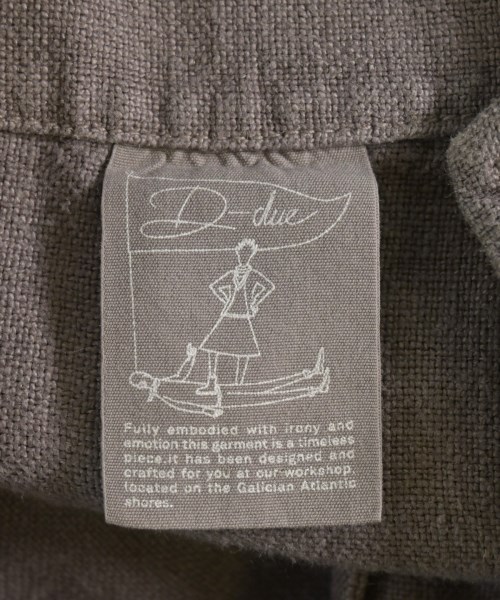 D-due
Fully embodied with irony and
emotion this garment is a timeless
piece.it has been designed and
crafted for you at our workshop,
located on the Galician Atlantic
shores.